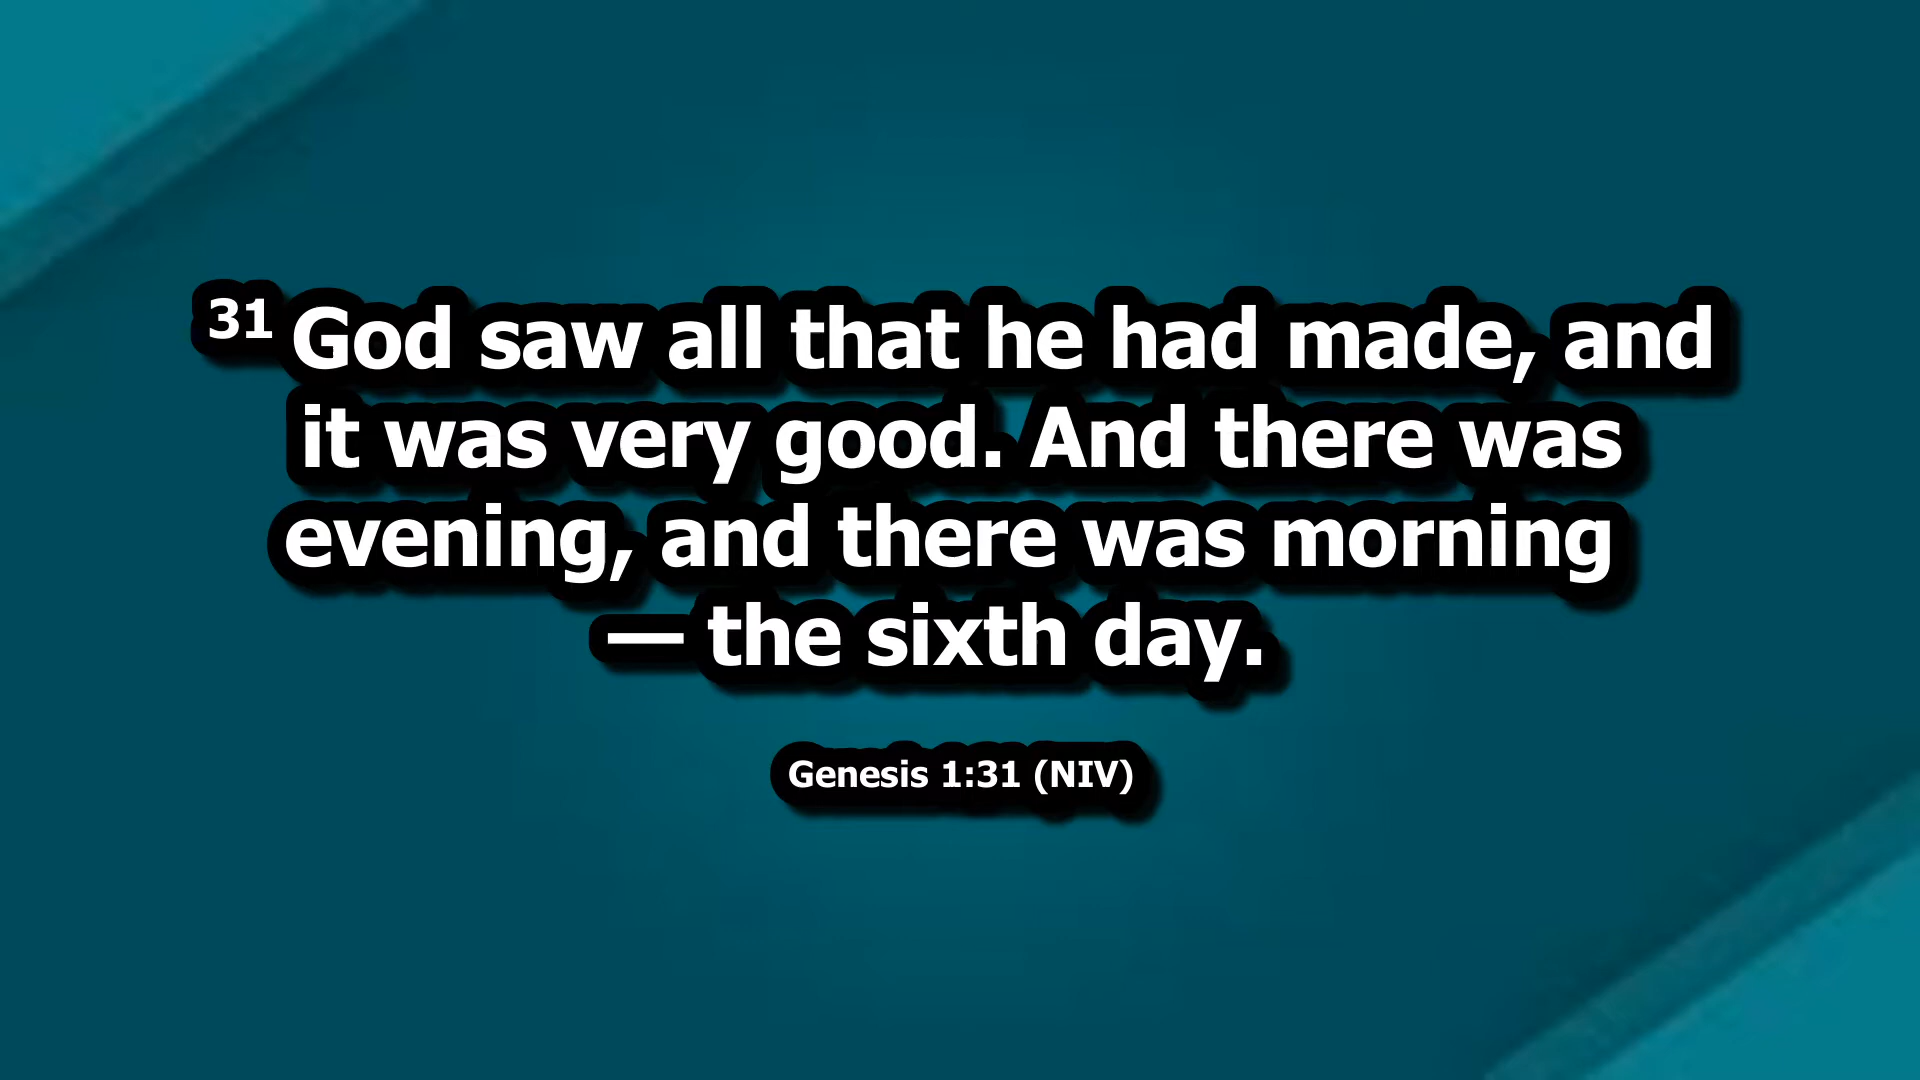 31 God saw all that he had made, and
it was very good. And there was
evening, and there was morning
— the sixth day.
Genesis 1:31 (NIV)